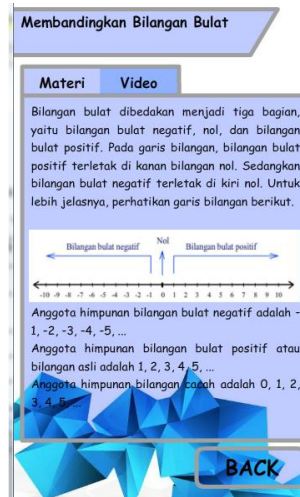 Membandingkan Bilangan Bulat
Materi Video
Bilangan bulat dibedakan menjadi tiga bagian,
yaitu bilangan bulat negatif, nol, dan bilangan
bulat positif. Pada garis bilangan, bilangan bulat
positif terletak di kanan bilangan nol. Sedangkan
bilangan bulat negatif terletak di kiri nol. Untuk
lebih jelasnya, perhatikan garis bilangan berikut.
Bilangan bulat negatif Nol Bilangan bulat positif
-10 -9 -8 -7 -6 -5 -4 -3 -2 -1 0 1 2 3 4 5 6 7 8 9 10
Anggota himpunan bilangan bulat negatif adalah -
1, -2, -3, -4, -5, ...
Anggota himpunan bilangan bulat positif atau
bilangan asli adalah 1, 2, 3, 4, 5, ...
Anggota himpunan bilangan cacah adalah 0, 1, 2,
3, 4, 5, ...
BACK